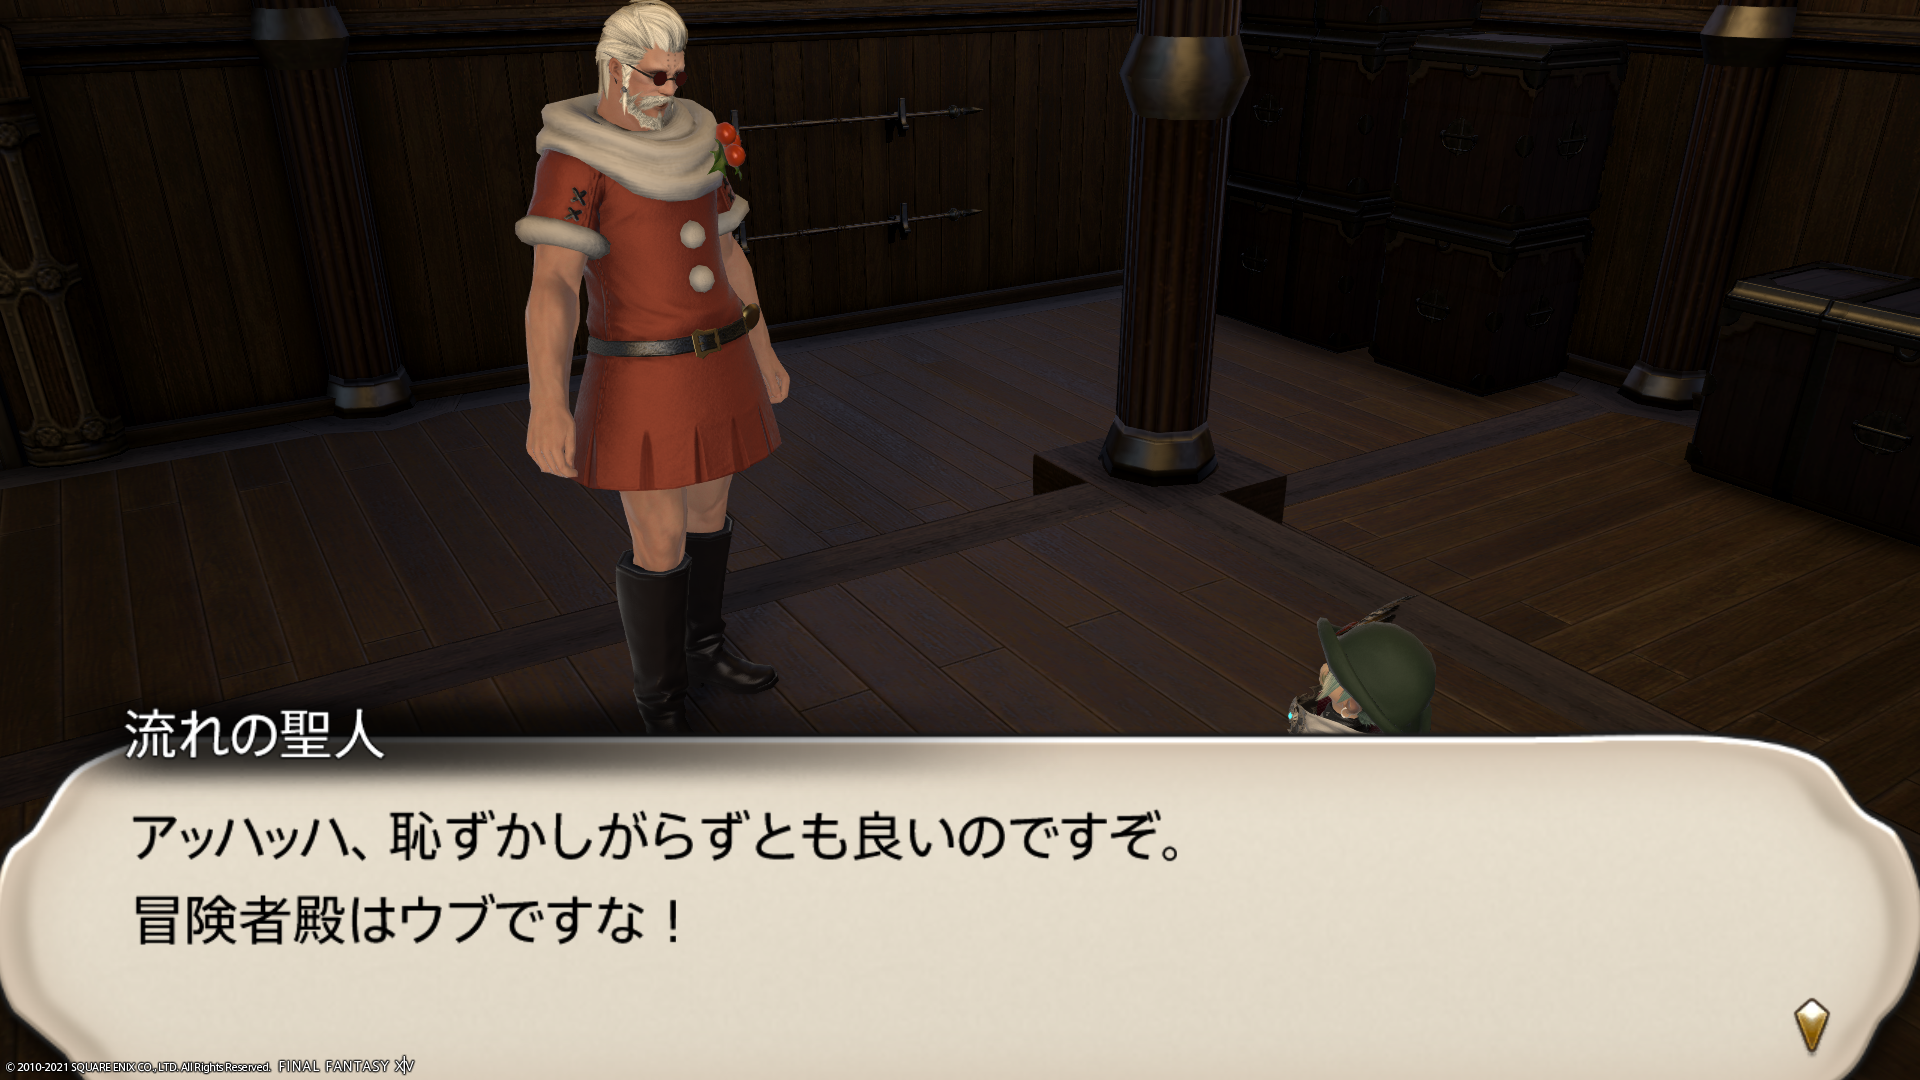 流れの聖人
アッハッハ、恥ずかしがらずとも良いのですぞ。
冒険者殿はウブですな！
© 2010-2021 SQUARE ENIX CO., LTD. All Rights Reserved. FINAL FANTASY XIV